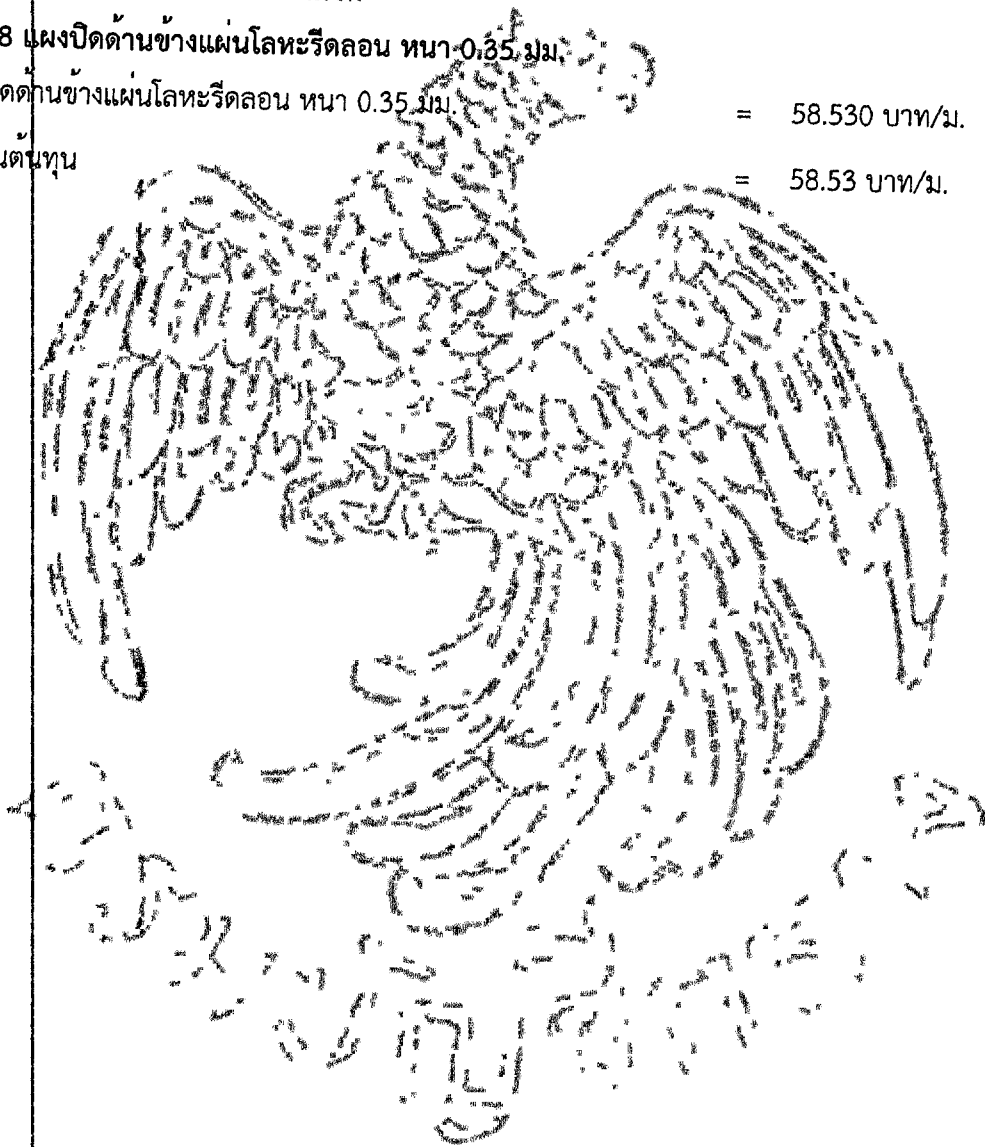 8 แผงปิดด้านข้างแผ่นโลหะรีดลอน หนา 0.35 มม.
ดด้านข้างแผ่นโลหะรีดลอน หนา 0.35 มม. = 58.530 บาท/ม.
นต้นทุน = 58.53 บาท/ม.